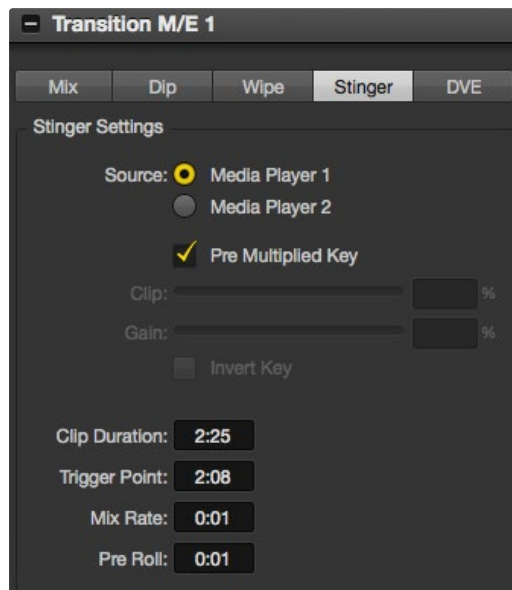 Transition M/E 1
Mix Dip Wipe Stinger DVE
Stinger Settings
Source: Media Player 1
Media Player 2
Pre Multiplied Key
Clip: %
Gain: %
Invert Key
Clip Duration: 2:25
Trigger Point: 2:08
Mix Rate: 0:01
Pre Roll: 0:01